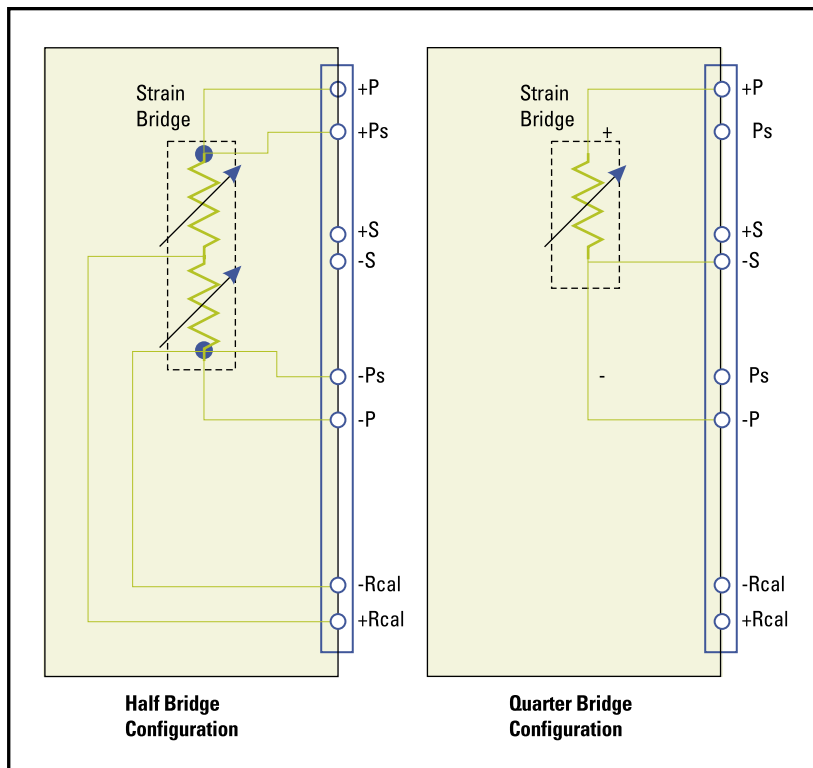 Strain
Bridge
+P
+Ps
+S
-S
-Ps
-P
-Rcal
+Rcal
Half Bridge
Configuration
Strain
Bridge
+
+P
Ps
+S
-S
-
Ps
-P
-Rcal
+Rcal
Quarter Bridge
Configuration